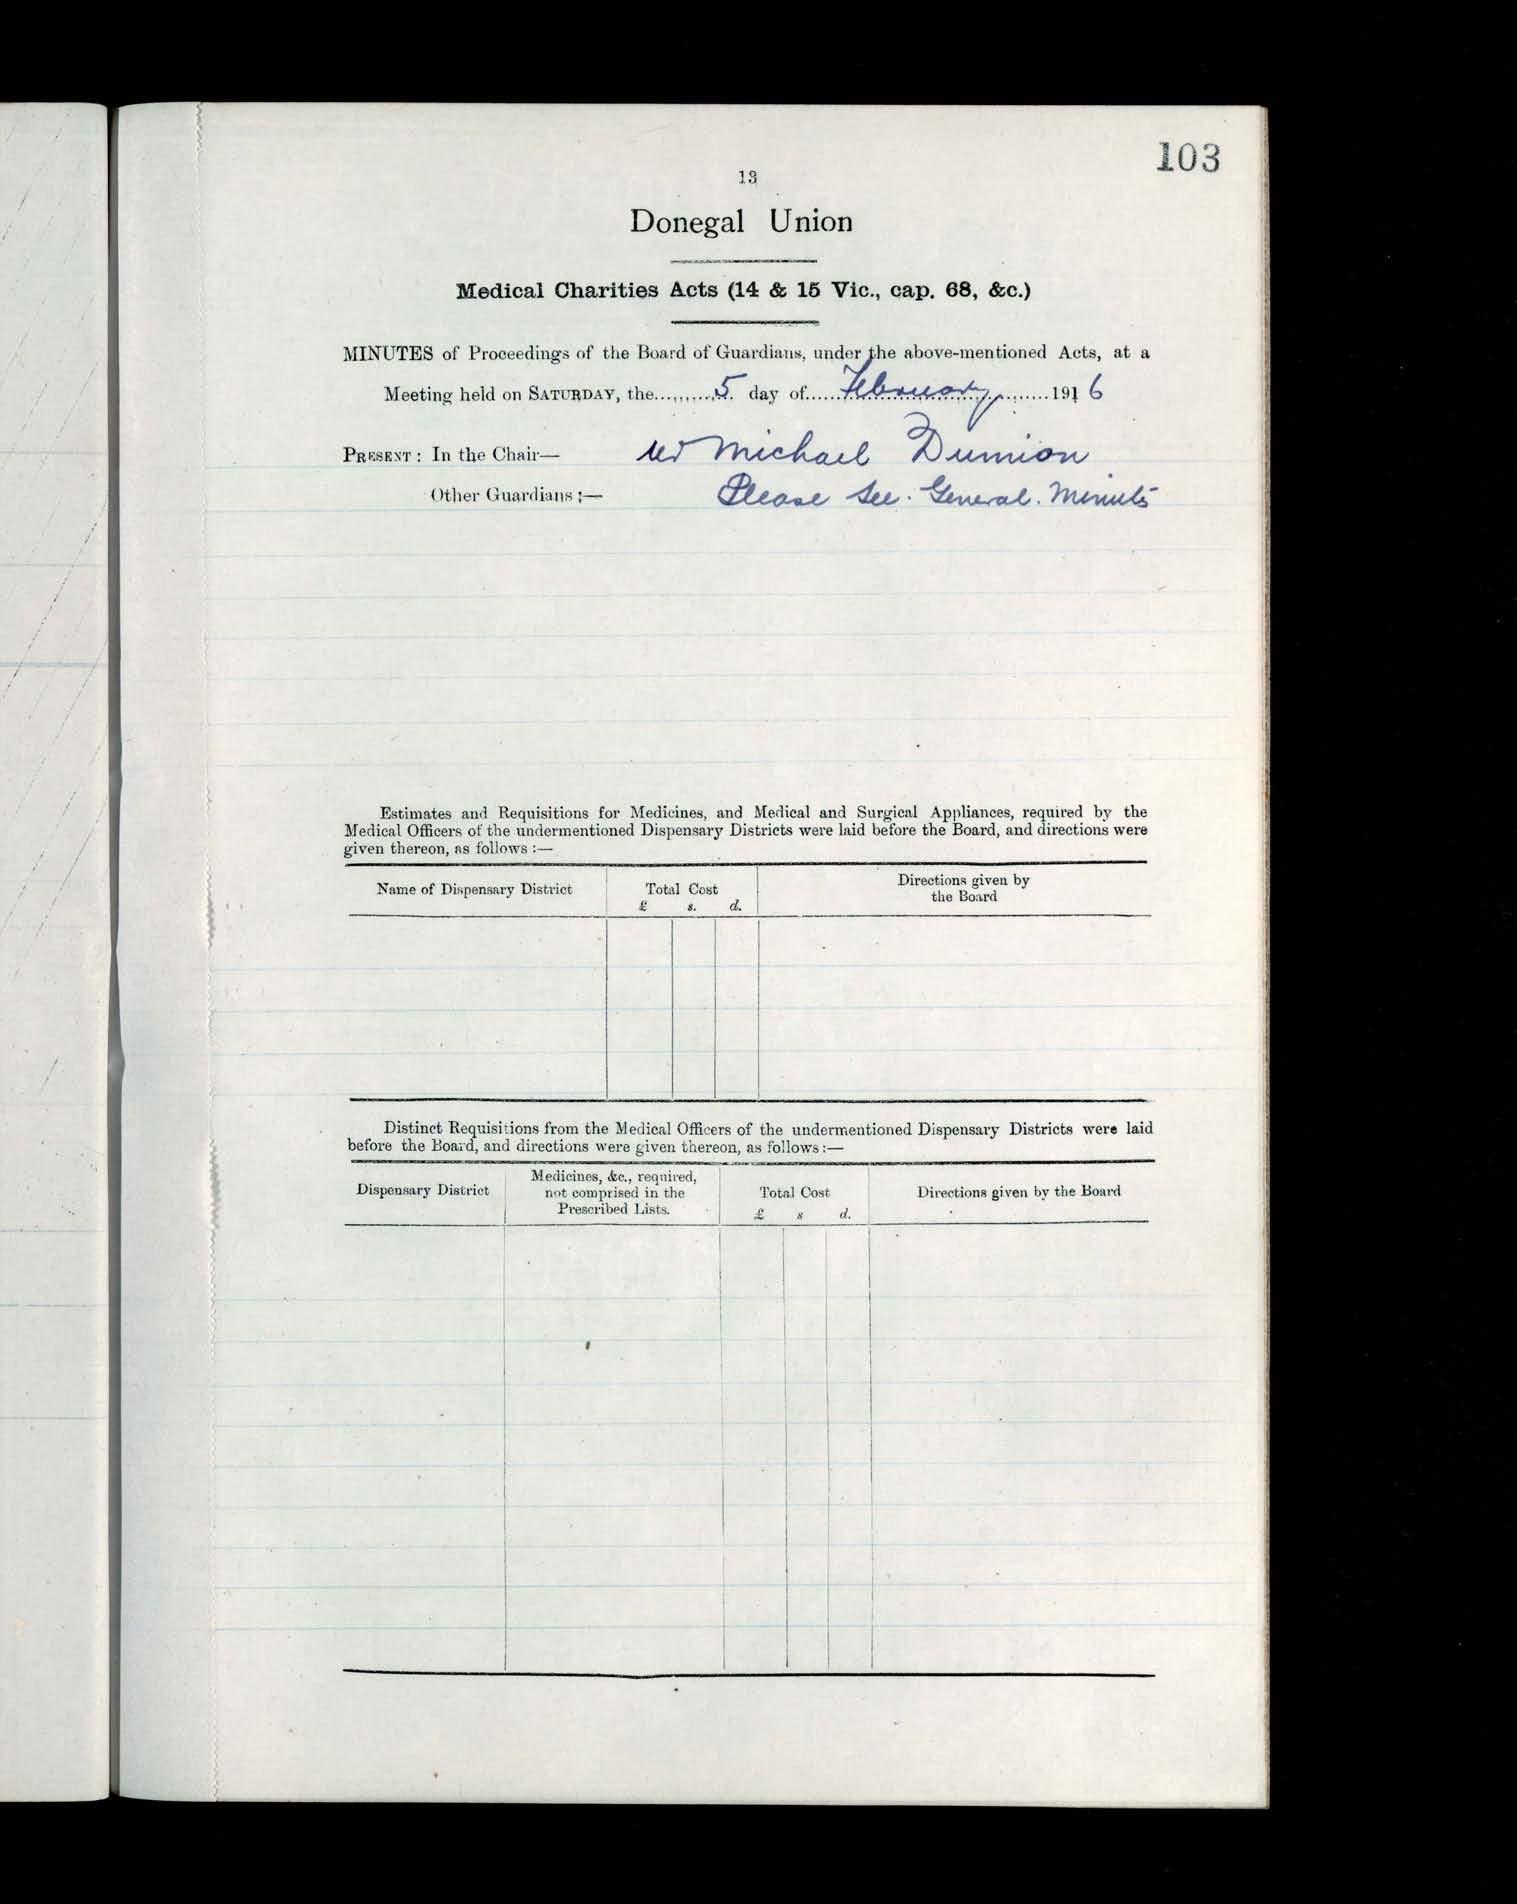 103
13
Donegal Union
Medical Charities Acts (14 & 15 Vic., cap. 68, &c.)
MINUTES of Proceedings of the Board of Guardians, under the above-mentioned Acts, at a
Meeting held on SATURDAY, the 5 day of February 1916
PRESENT: In the Chair— Mr Michael Dunnion
Other Guardians:— Please see General Minutes
Estimates and Requisitions for Medicines, and Medical and Surgical Appliances, required by the
Medical Officers of the undermentioned Dispensary Districts were laid before the Board, and directions were
given thereon, as follows:—
Name of Dispensary District
Total Cost
£ s. d.
Directions given by
the Board
Distinct Requisitions from the Medical Officers of the undermentioned Dispensary Districts were laid
before the Board, and directions were given thereon, as follows:—
Dispensary District
Medicines, &c., required,
not comprised in the
Prescribed Lists.
Total Cost
£ s d.
Directions given by the Board